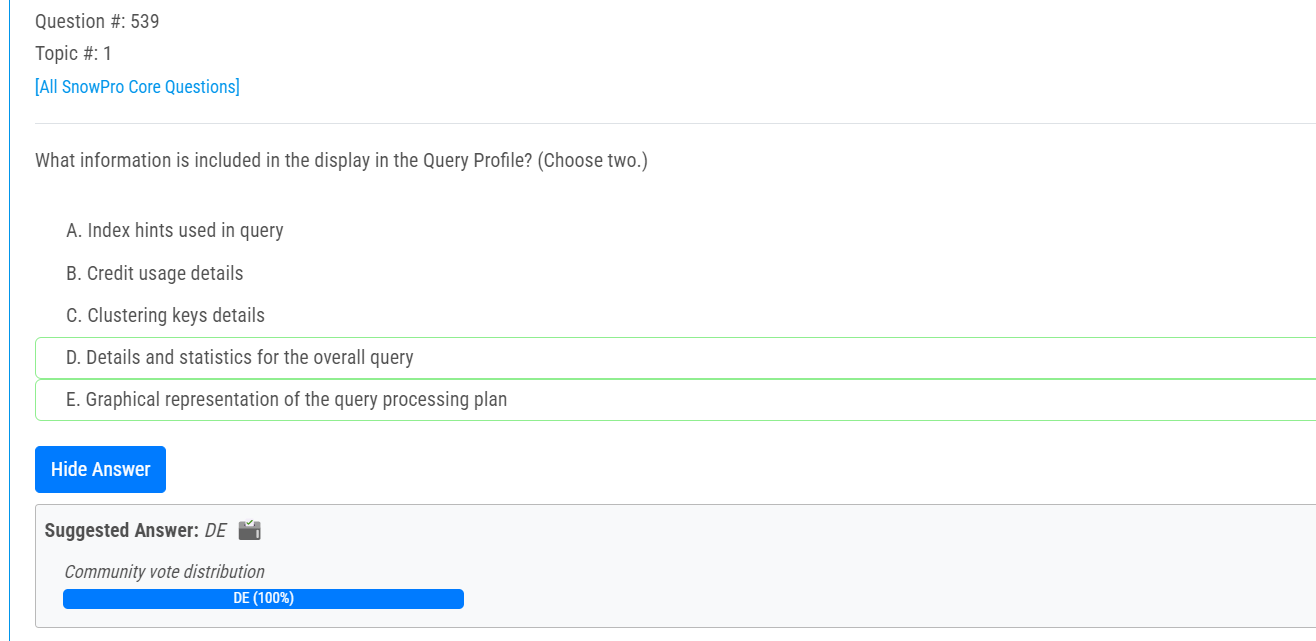 Question #: 539
Topic #: 1
[All SnowPro Core Questions]
What information is included in the display in the Query Profile? (Choose two.)
A. Index hints used in query
B. Credit usage details
C. Clustering keys details
D. Details and statistics for the overall query
E. Graphical representation of the query processing plan
Hide Answer
Suggested Answer: DE
Community vote distribution
DE (100%)